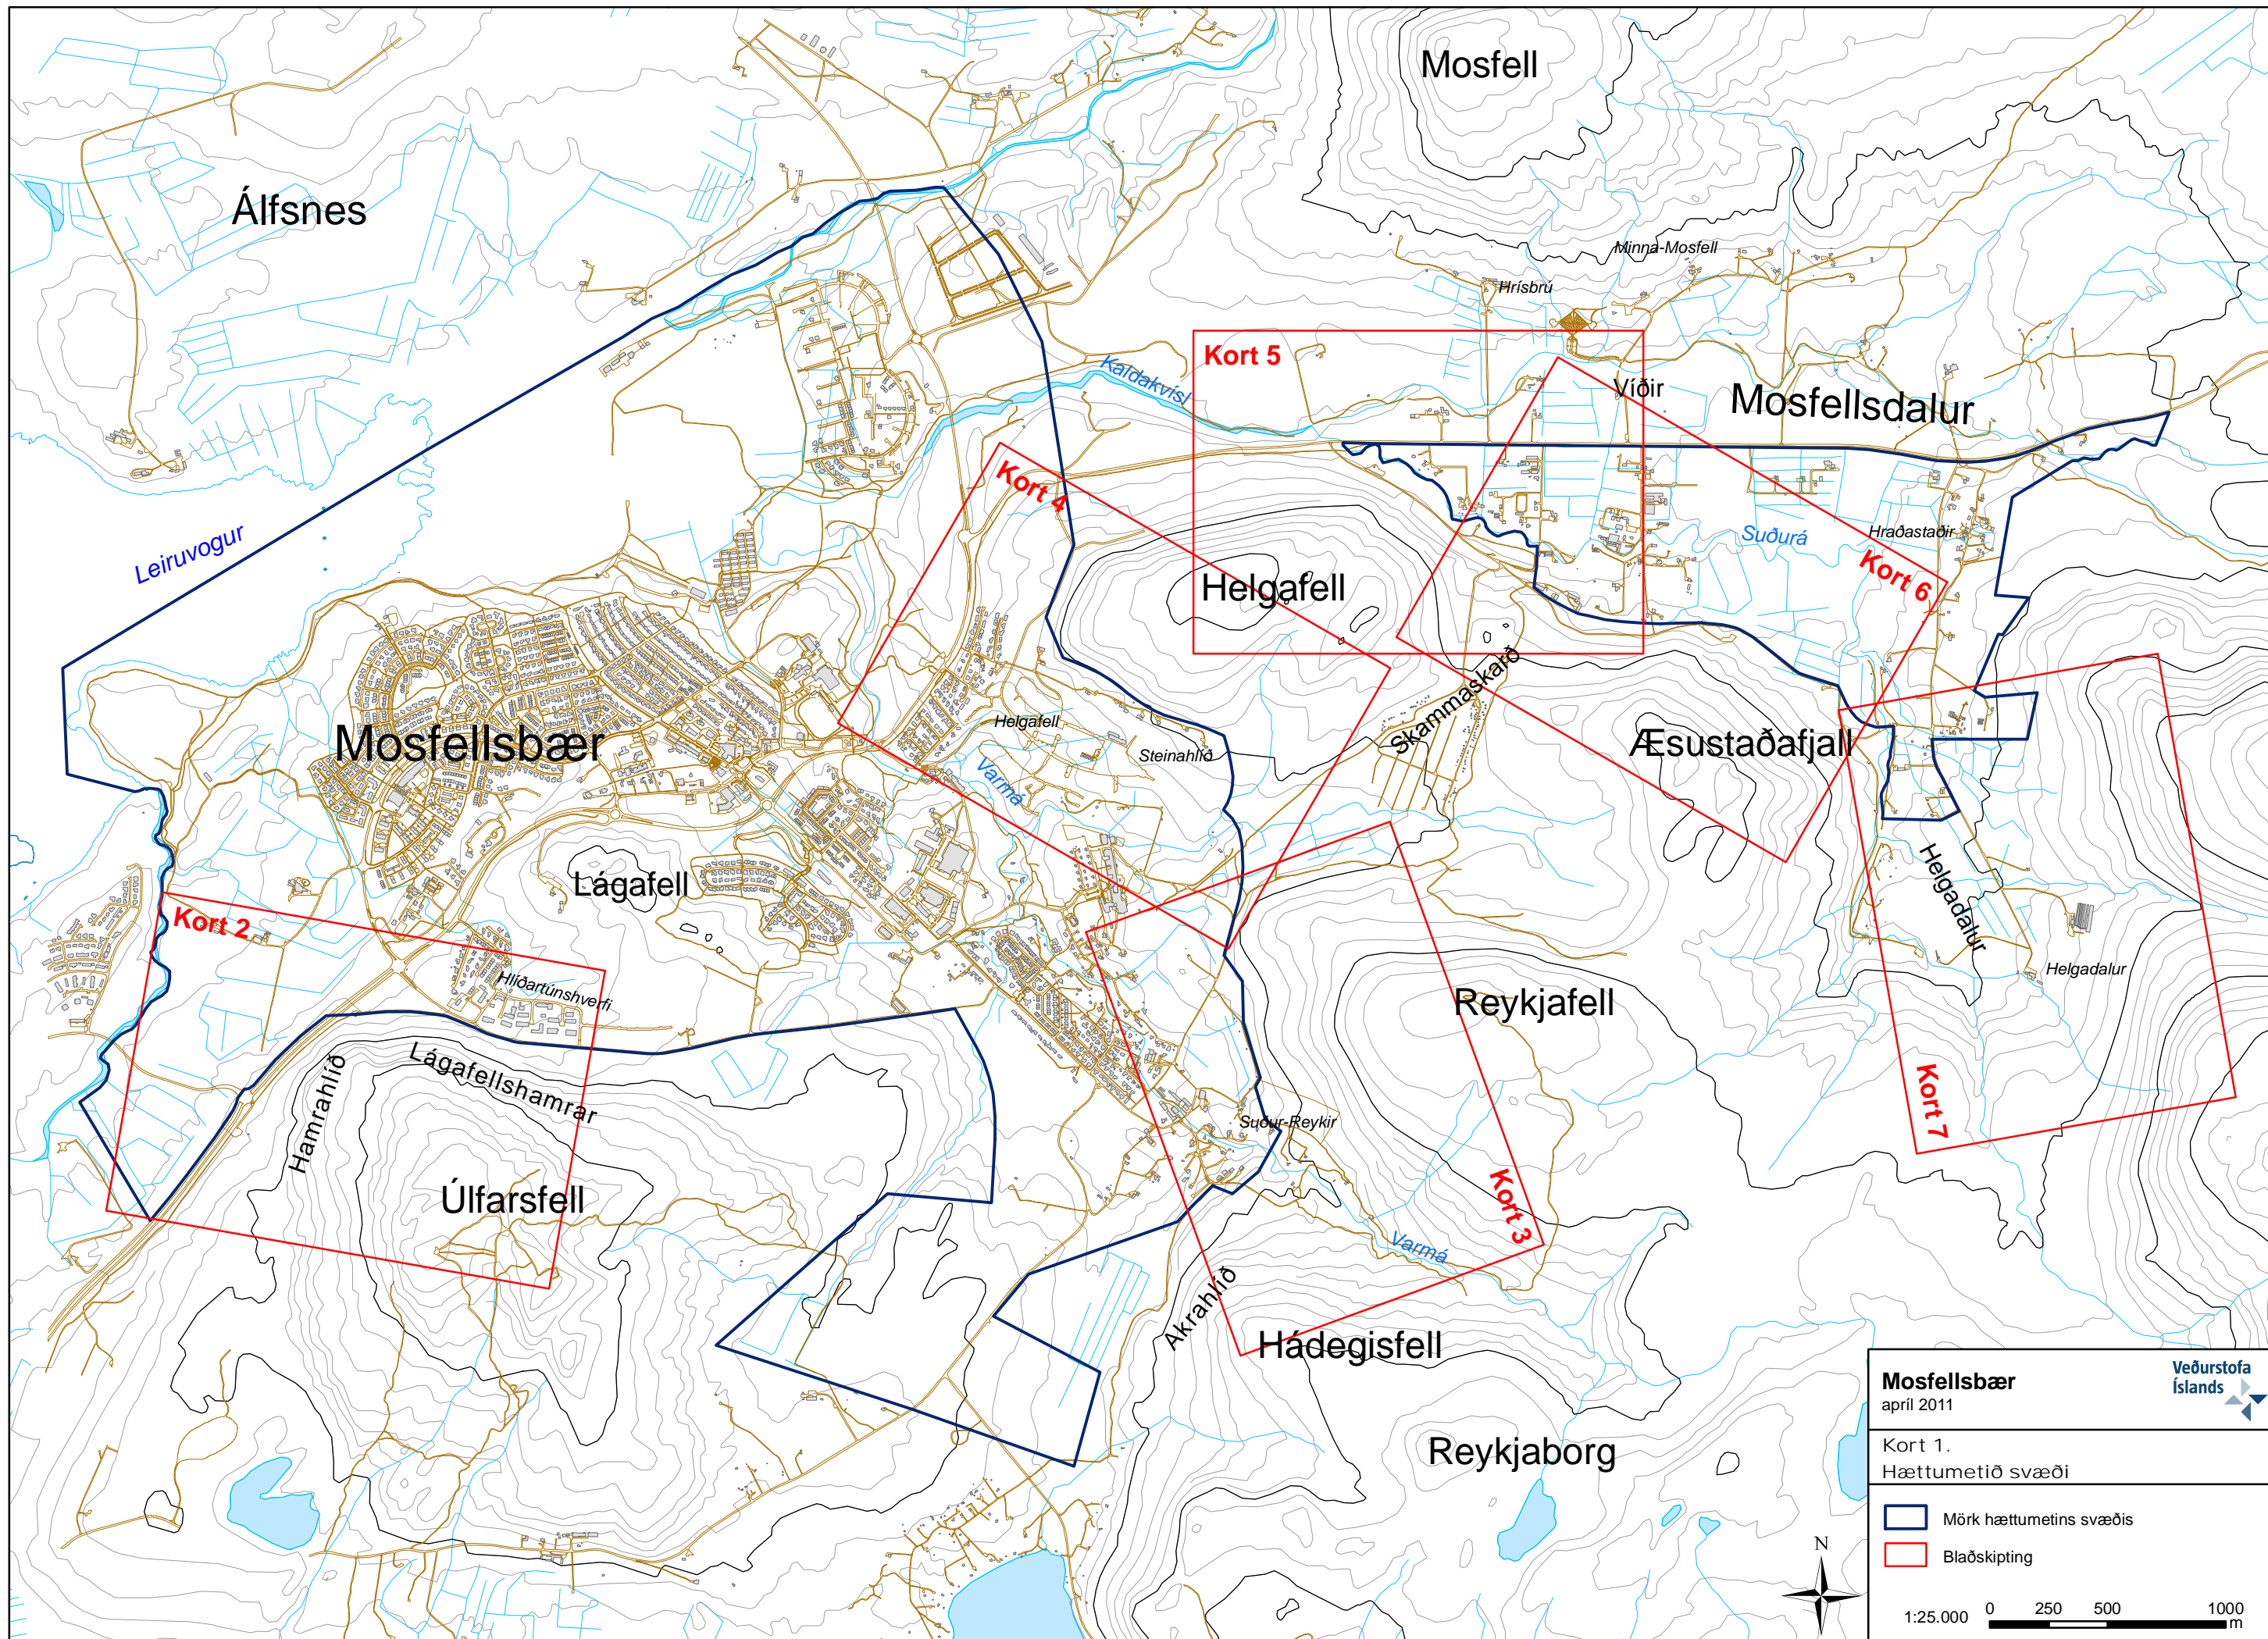 Mosfell
Álfsnes
Minna-Mosfell
Hrísbrú
Kort 5
Kaldakvísl
Víðir
Mosfellsdalur
Kort 4
Leiruvogur
Suðurá
Hraðastaðir
Kort 6
Helgafell
Skammaskarð
Helgafell
Mosfellsbær
Steinahlíð
Æsustaðafjall
Varmá
Lágafell
Helgadalur
Kort 2
Helgadalur
Hlíðartúnshverfi
Reykjafell
Lágafellshamrar
Hamrahlíð
Kort 7
Suður-Reykir
Úlfarsfell
Kort 3
Varmá
Akrahlíð
Hádegisfell
Reykjaborg
Mosfellsbær
apríl 2011
Veðurstofa
Íslands
Kort 1.
Hættumetið svæði
Mörk hættumetins svæðis
Blaðskipting
N
1:25.000 0 250 500 1000
m